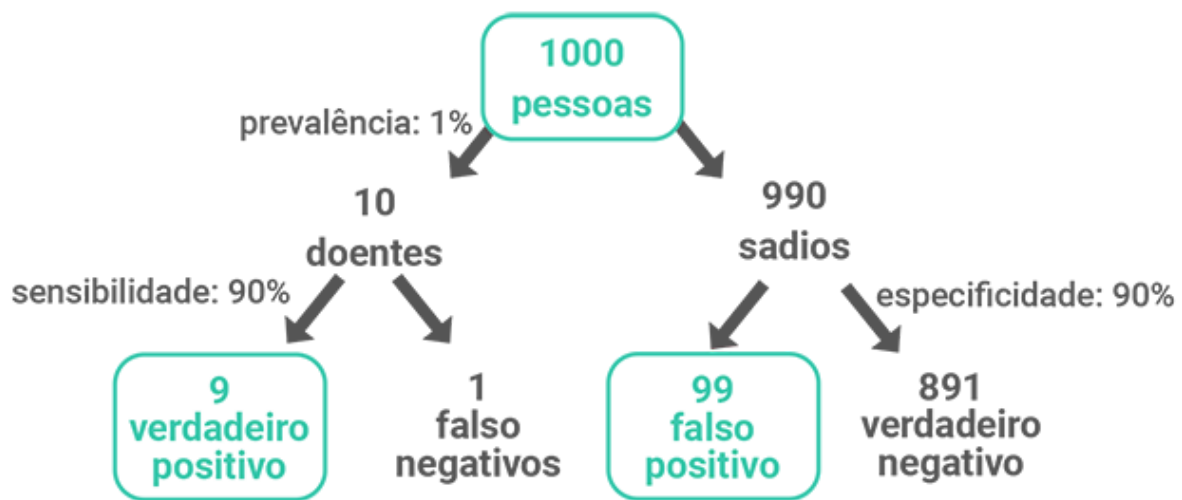 1000
pessoas
prevalência: 1%
10
doentes
990
sadios
sensibilidade: 90%
especificidade: 90%
9
verdadeiro
positivo
1
falso
negativos
99
falso
positivo
891
verdadeiro
negativo